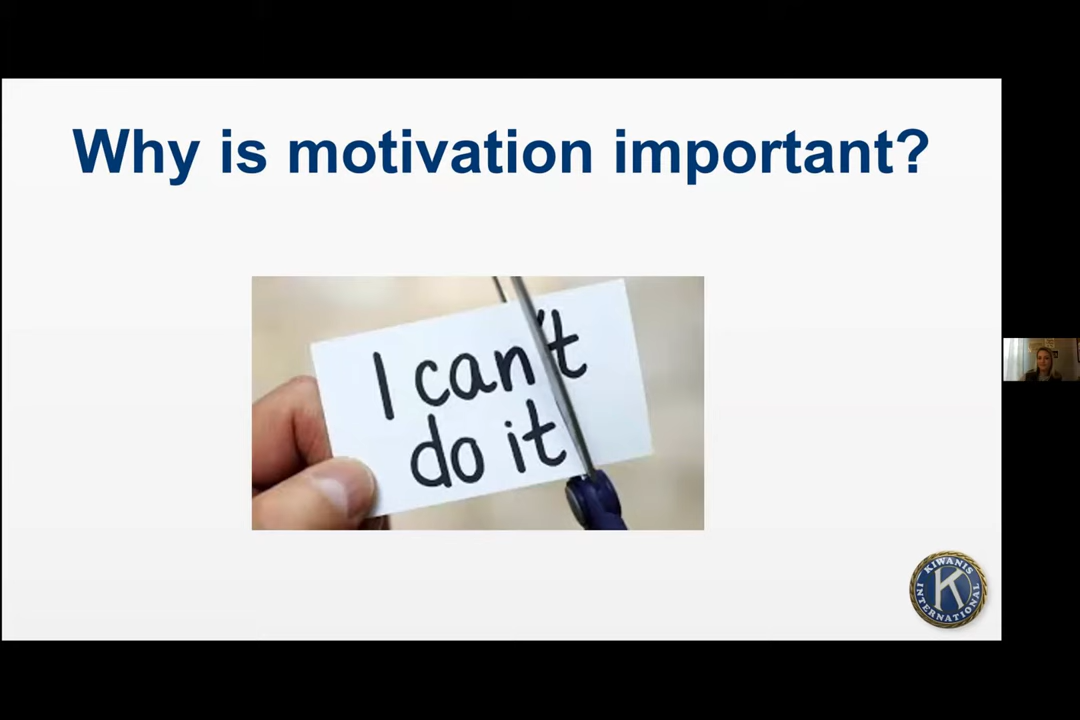 Why is motivation important?
I can't
do it
KIWANIS
K
INTERNATIONAL